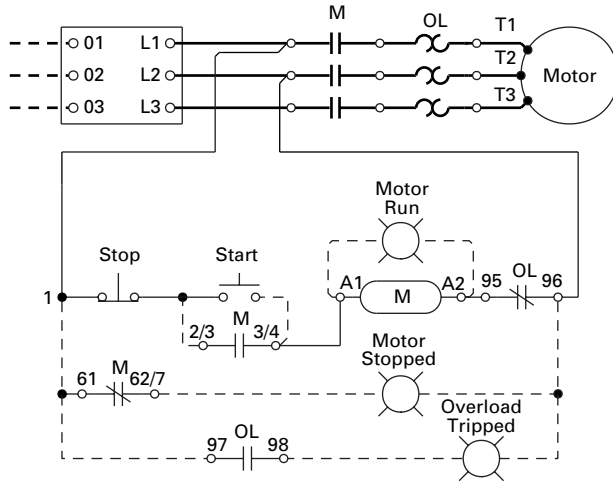 M OL
01 L1 T1
02 L2 T2 Motor
03 L3 T3
Motor
Run
Stop Start
1
A1 M A2 95 OL 96
2/3 M 3/4
Motor
Stopped
61 M 62/7
Overload
Tripped
97 OL 98